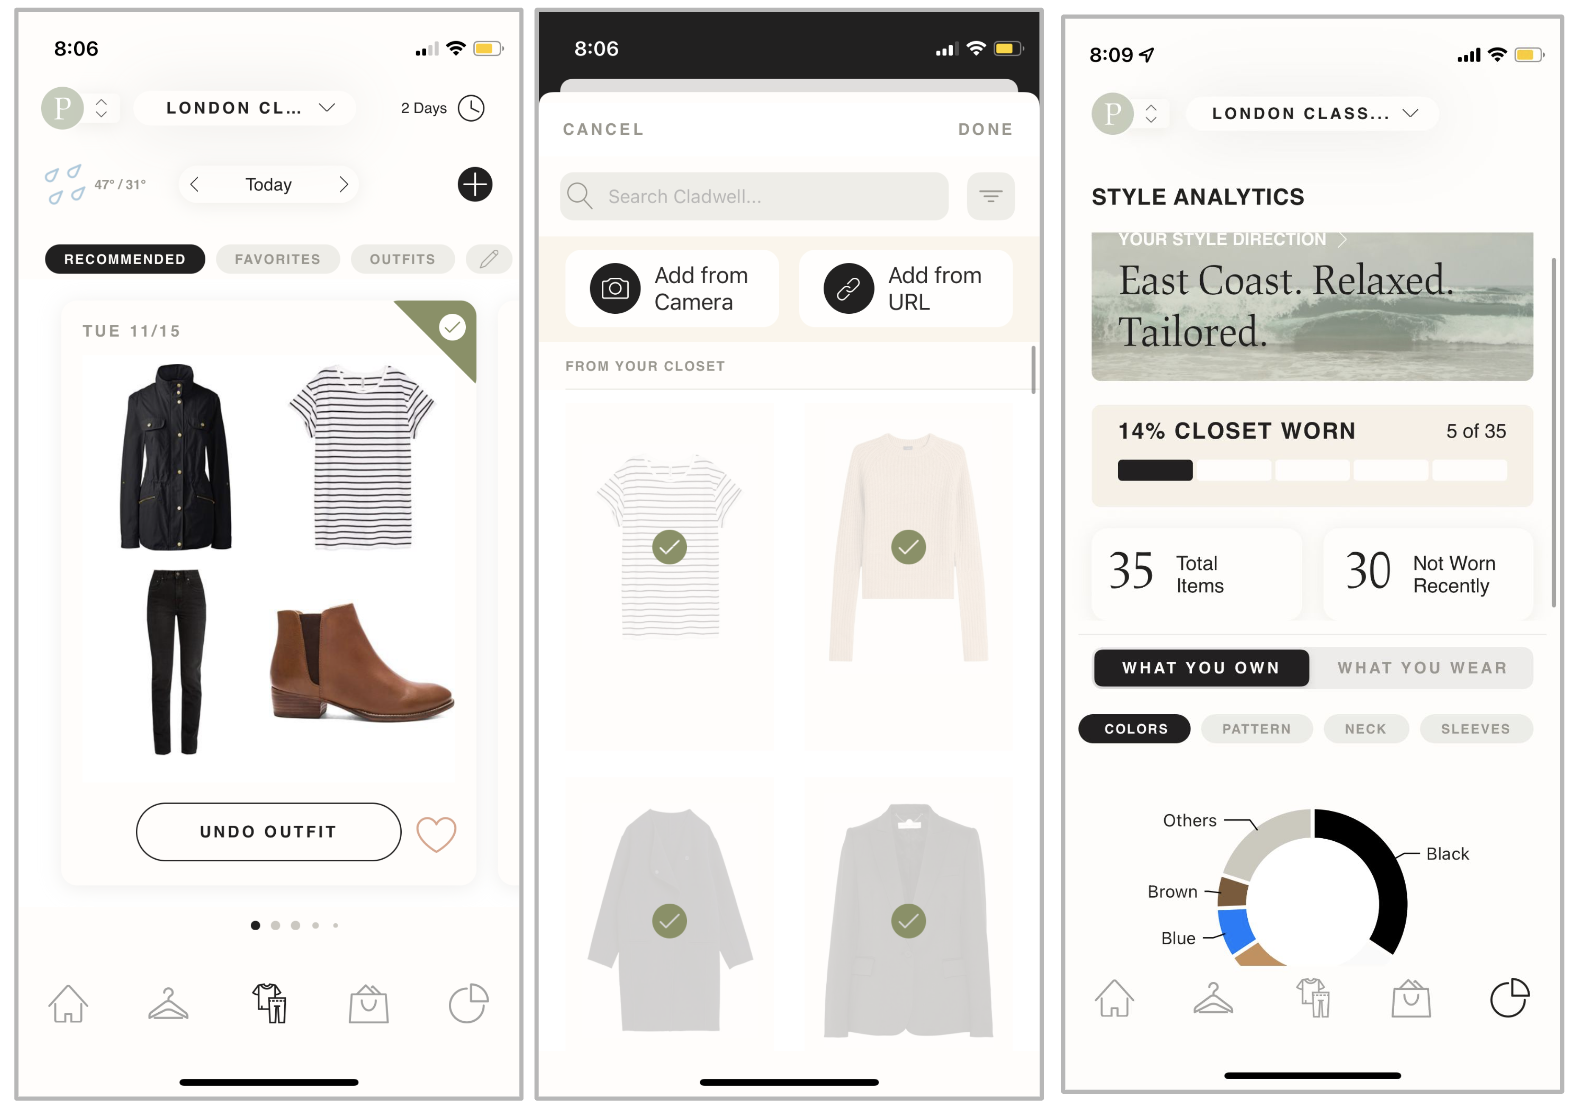 8:06
P
LONDON CL...
2 Days
47° / 31°
Today
RECOMMENDED
FAVORITES
OUTFITS
TUE 11/15
UNDO OUTFIT
8:06
CANCEL
DONE
Search Cladwell...
Add from
Camera
Add from
URL
FROM YOUR CLOSET
8:09
P
LONDON CLASS...
STYLE ANALYTICS
YOUR STYLE DIRECTION
East Coast. Relaxed.
Tailored.
14% CLOSET WORN
5 of 35
35
Total
Items
30
Not Worn
Recently
WHAT YOU OWN
WHAT YOU WEAR
COLORS
PATTERN
NECK
SLEEVES
Others
Black
Brown
Blue